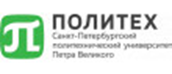 ПОЛИТЕХ
Санкт-Петербургский
политехнический университет
Петра Великого